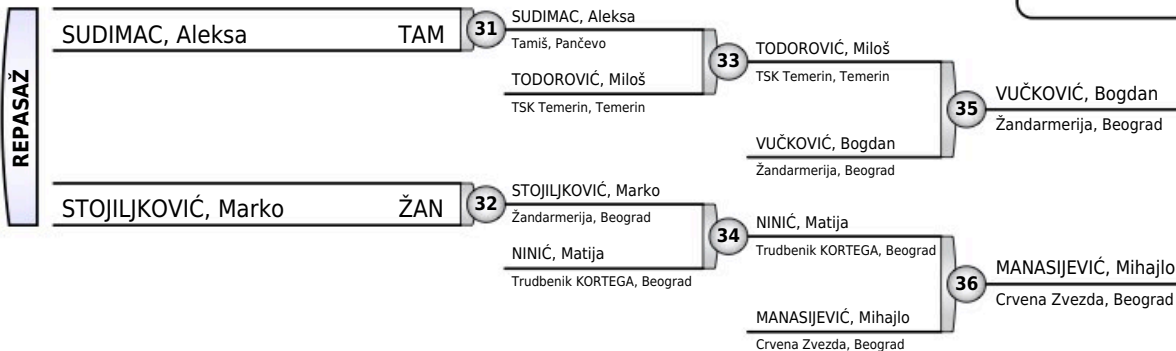 REPASAŽ
SUDIMAC, Aleksa TAM
31
SUDIMAC, Aleksa
Tamiš, Pančevo
TODOROVIĆ, Miloš
TSK Temerin, Temerin
33
TODOROVIĆ, Miloš
TSK Temerin, Temerin
VUČKOVIĆ, Bogdan
Žandarmerija, Beograd
35
VUČKOVIĆ, Bogdan
Žandarmerija, Beograd
STOJILJKOVIĆ, Marko ŽAN
32
STOJILJKOVIĆ, Marko
Žandarmerija, Beograd
NINIĆ, Matija
Trudbenik KORTEGA, Beograd
34
NINIĆ, Matija
Trudbenik KORTEGA, Beograd
MANASIJEVIĆ, Mihajlo
Crvena Zvezda, Beograd
36
MANASIJEVIĆ, Mihajlo
Crvena Zvezda, Beograd